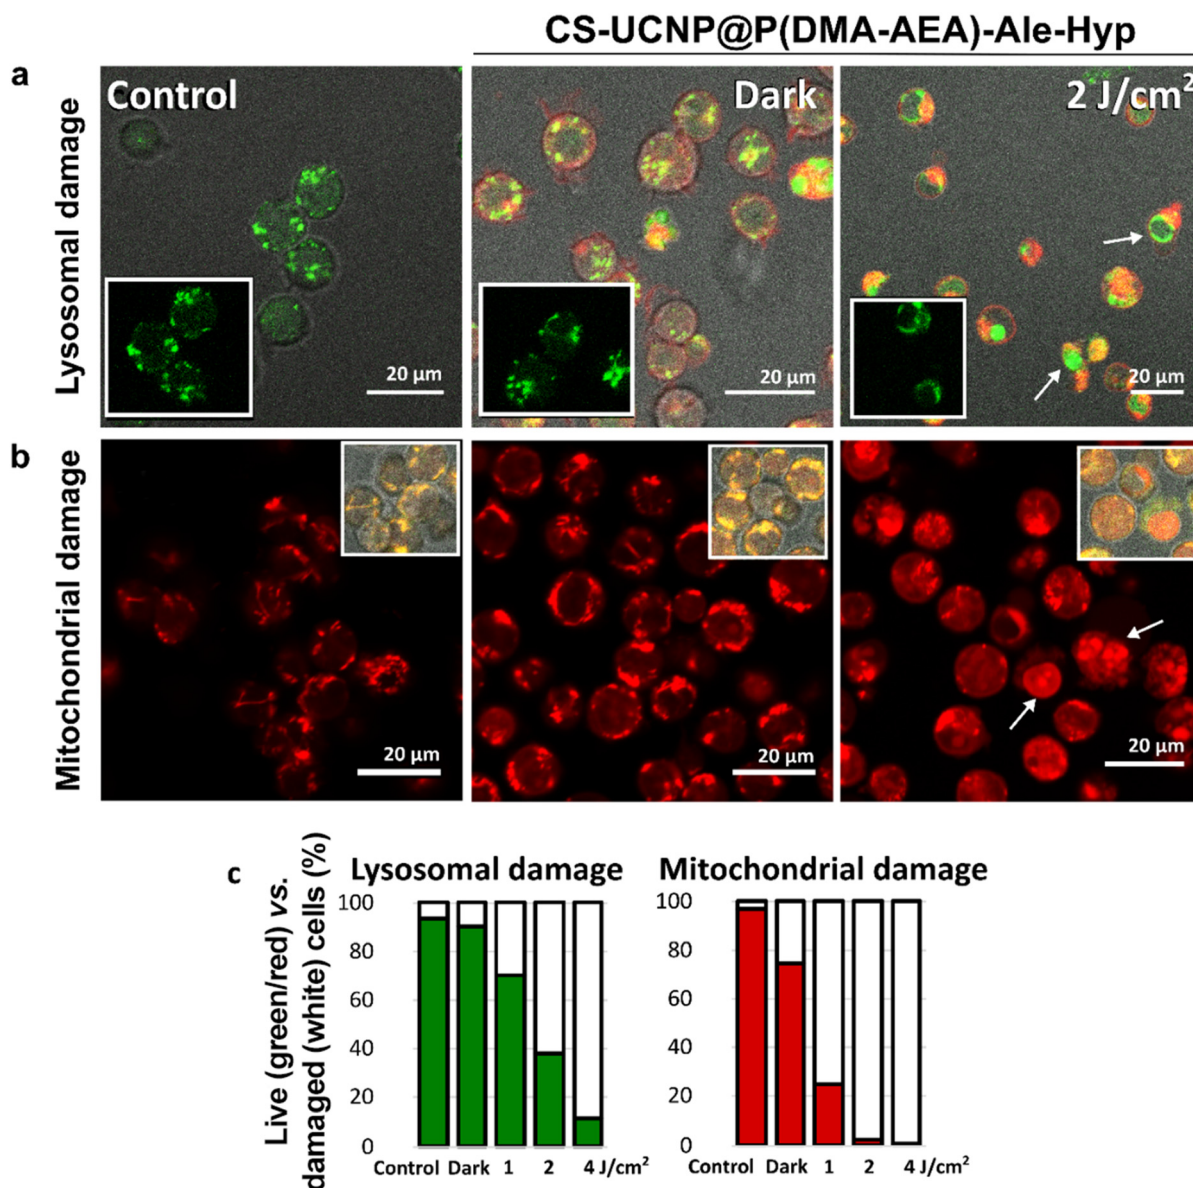 CS-UCNP@P(DMA-AEA)-Ale-Hyp
a
Lysosomal damage
Control
20 µm
Dark
20 µm
2 J/cm²
20 µm
b
Mitochondrial damage
20 µm
20 µm
20 µm
c
Live (green/red) vs.
damaged (white) cells (%)
Lysosomal damage
100
80
60
40
20
0
Control Dark 1 2 4 J/cm²
Mitochondrial damage
100
80
60
40
20
0
Control Dark 1 2 4 J/cm²